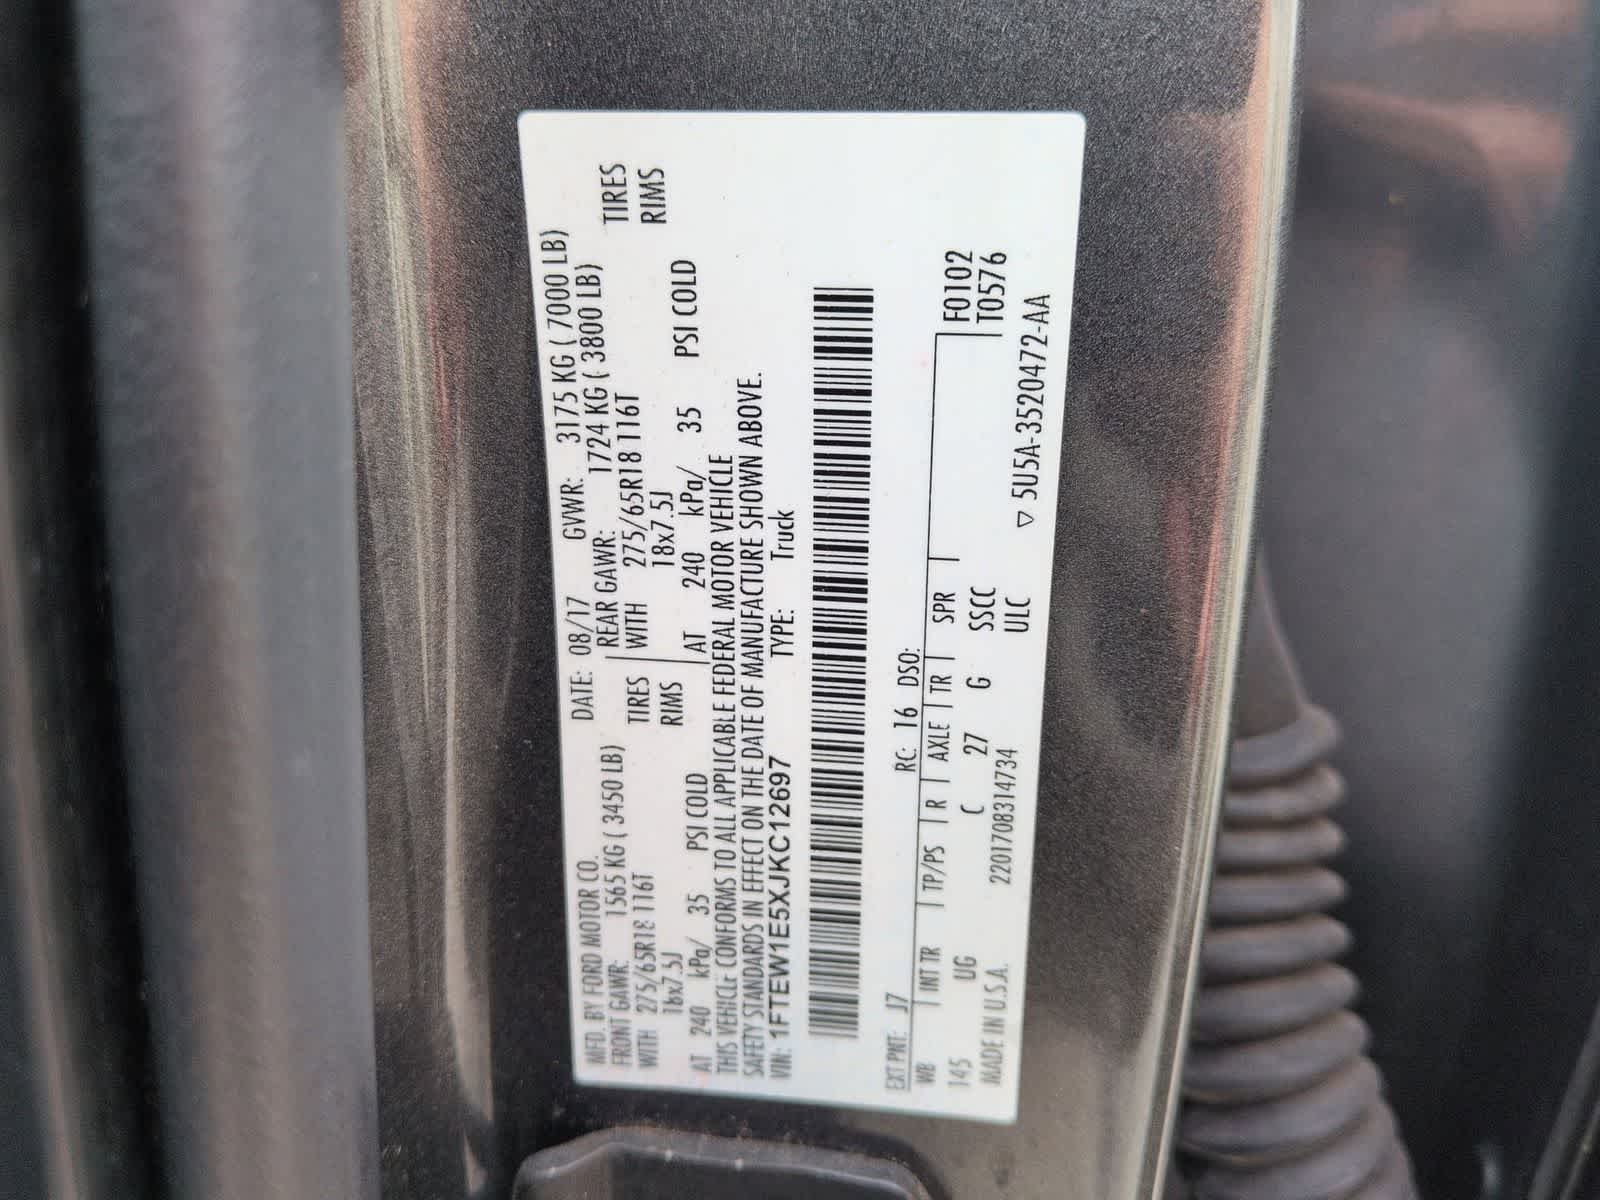 MFD. BY FORD MOTOR CO. DATE: 08/17 GVWR: 3175 KG ( 7000 LB)
FRONT GAWR: 1565 KG ( 3450 LB) REAR GAWR: 1724 KG ( 3800 LB)
WITH 275/65R18 116T TIRES WITH 275/65R18 116T TIRES
18x7.5J RIMS 18x7.5J RIMS
AT 240 kPa/ 35 PSI COLD AT 240 kPa/ 35 PSI COLD
THIS VEHICLE CONFORMS TO ALL APPLICABLE FEDERAL MOTOR VEHICLE
SAFETY STANDARDS IN EFFECT ON THE DATE OF MANUFACTURE SHOWN ABOVE.
VIN: 1FTEW1E5XJKC12697 TYPE: Truck
EXT PNT: J7 RC: 16 DSO: F0102
WB INT TR TP/PS R AXLE TR SPR T0576
145 UG C 27 G SSCC
MADE IN U.S.A. 2201708314734 ULC ▽ 5U5A-3520472-AA